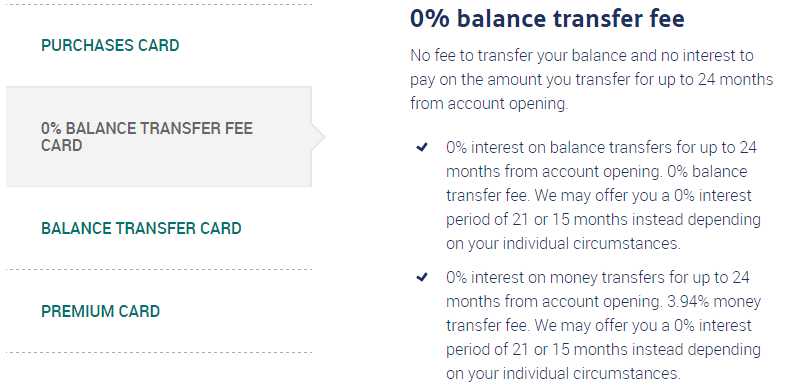 PURCHASES CARD
0% BALANCE TRANSFER FEE
CARD
BALANCE TRANSFER CARD
PREMIUM CARD
0% balance transfer fee
No fee to transfer your balance and no interest to
pay on the amount you transfer for up to 24 months
from account opening.
0% interest on balance transfers for up to 24
months from account opening. 0% balance
transfer fee. We may offer you a 0% interest
period of 21 or 15 months instead depending
on your individual circumstances.
0% interest on money transfers for up to 24
months from account opening. 3.94% money
transfer fee. We may offer you a 0% interest
period of 21 or 15 months instead depending
on your individual circumstances.